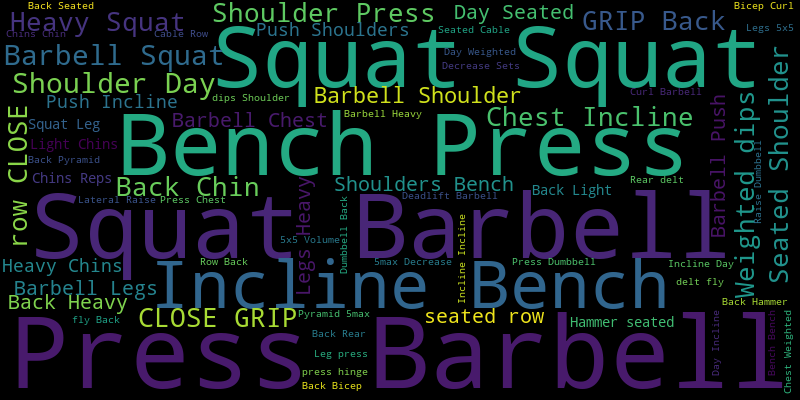 Back Seated
Shoulder Press
Day Seated
Bicep Curl
Heavy Squat
GRIP Back
Push Shoulders
Seated Cable
Legs 5x5
Chins Chin
Cable Row
Squat Squat
Barbell Squat
Day Weighted
Decrease Sets
Shoulder Day
Barbell Shoulder
Curl Barbell
Seated Shoulder
Push Incline
dips Shoulder
Weighted dips
Barbell Push
row CLOSE
Squat Leg
Barbell Chest
Barbell Heavy
Chest Incline
Bench Press
Light Chins
Back Pyramid
Raise Dumbbell
Chins Reps
Back Chin
Shoulders Bench
Back Light
Rear delt
Lateral Raise
Press Chest
Legs Heavy
Dumbbell Back
Deadlift Barbell
Squat Barbell
5x5 Volume
Incline Incline
Heavy Chins
Row Back
5max Decrease
Press Dumbbell
Incline Day
Incline Bench
delt fly
Barbell Legs
Back Heavy
Back Hammer
fly Back
CLOSE GRIP
Pyramid 5max
seated row
Hammer seated
Day Incline
Bench Bench
Chest Weighted
Press Barbell
Back Rear
Leg press
press hinge
Back Bicep